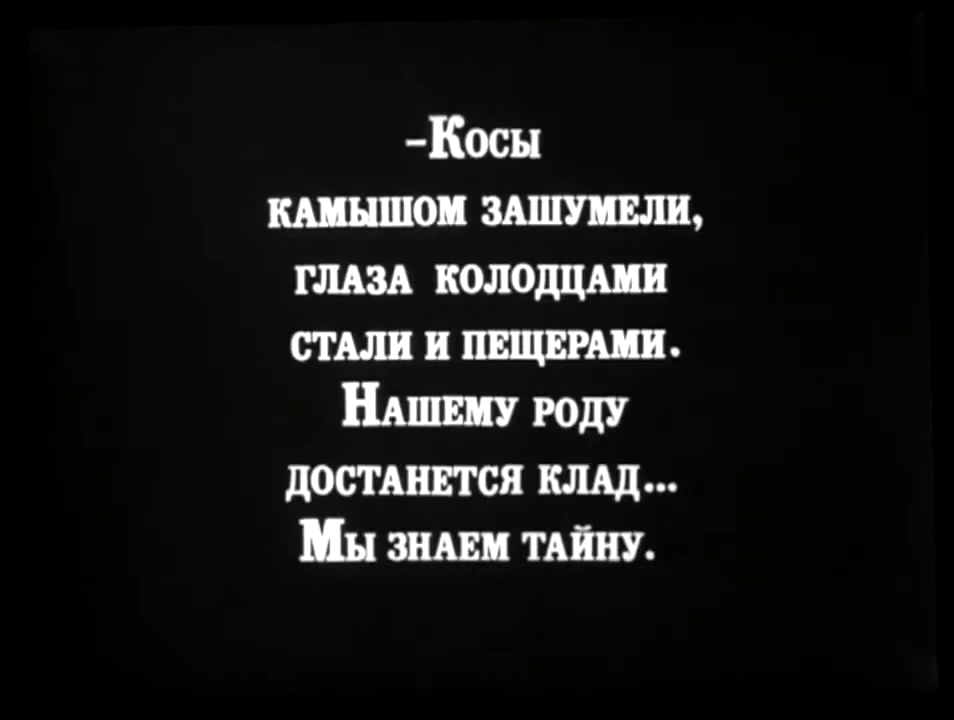 –Косы
камышом зашумели,
глаза колодцами
стали и пещерами.
Нашему роду
достанется клад...
Мы знаем тайну.